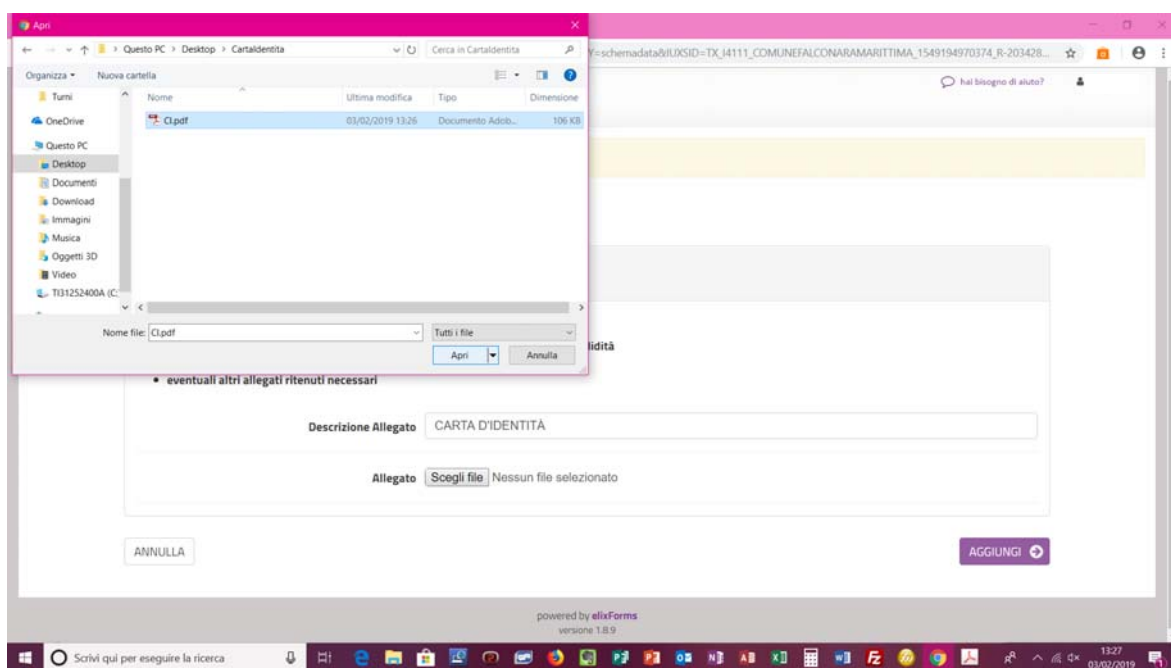 Apri
Questo PC > Desktop > CartaIdentita
Cerca in CartaIdentita
Y=schemadata&IUXSID=TX_I4111_COMUNEFALCONARAMARITTIMA_1549194970374_R-203428...
Organizza
Nuova cartella
hai bisogno di aiuto?
Turni
OneDrive
Questo PC
Desktop
Documenti
Download
Immagini
Musica
Oggetti 3D
Video
TI31252400A (C:
Nome
Ultima modifica
Tipo
Dimensione
CI.pdf
03/02/2019 13:26
Documento Adob...
106 KB
Nome file: CI.pdf
Tutti i file
Apri
Annulla
lidità
• eventuali altri allegati ritenuti necessari
Descrizione Allegato
CARTA D'IDENTITÀ
Allegato
Scegli file Nessun file selezionato
ANNULLA
AGGIUNGI
powered by elixForms
versione 1.8.9
Scrivi qui per eseguire la ricerca
13:27
03/02/2019